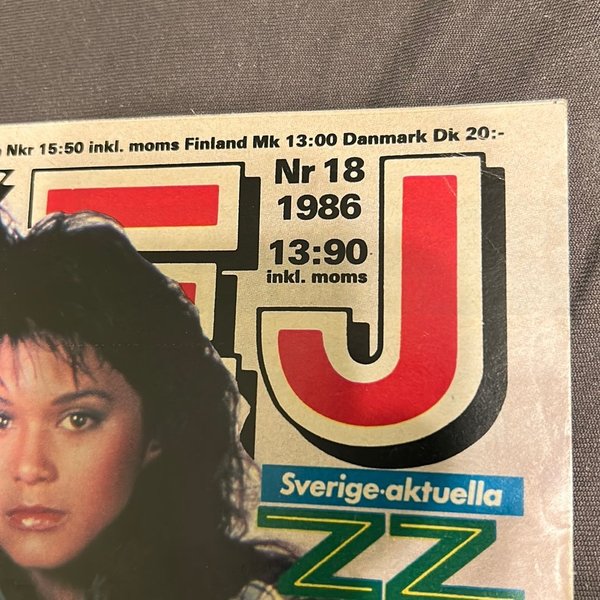 Nkr 15:50 inkl. moms Finland Mk 13:00 Danmark Dk 20:-
Nr 18
1986
13:90
inkl. moms
J
Sverige-aktuella
ZZ